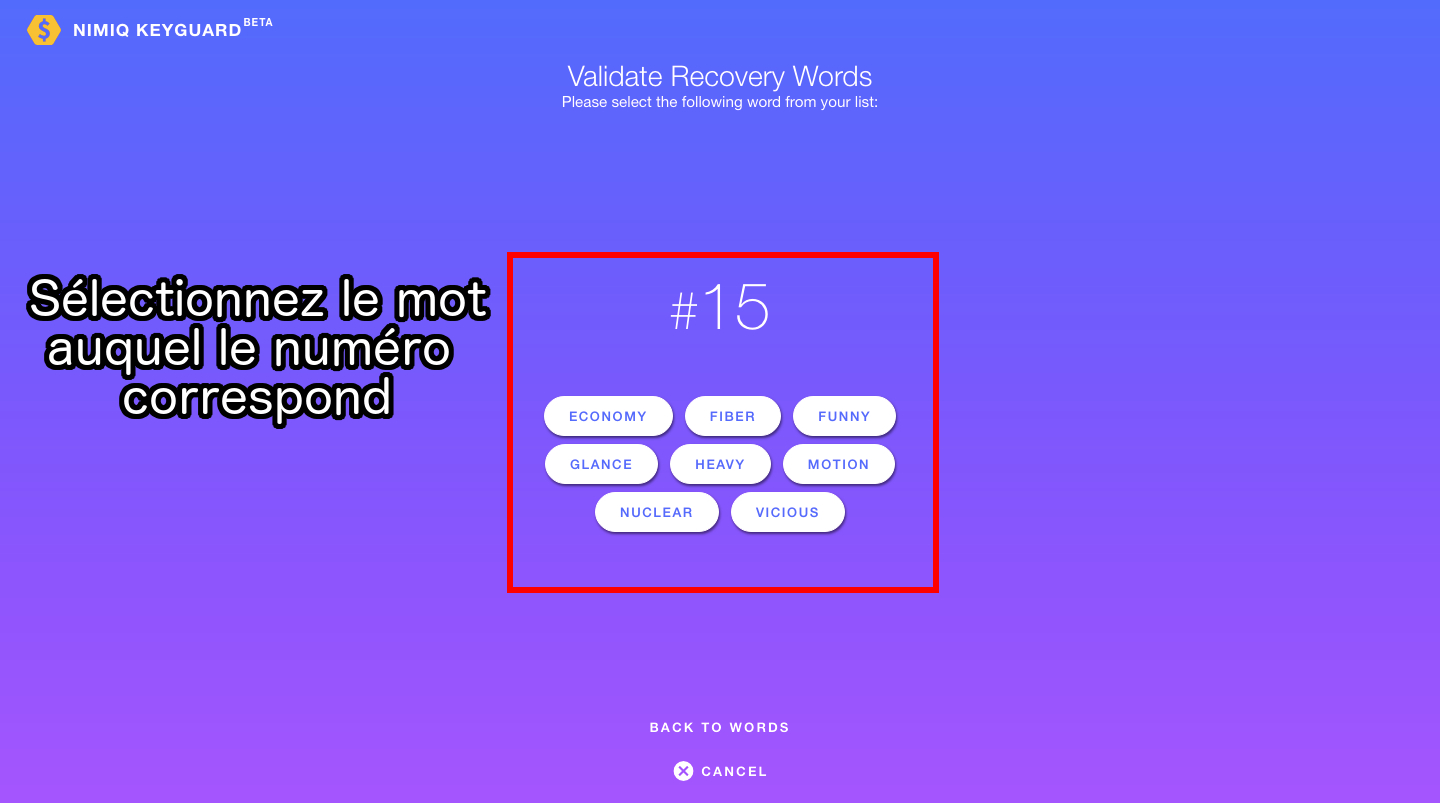 NIMIQ KEYGUARD BETA
Validate Recovery Words
Please select the following word from your list:
Sélectionnez le mot
auquel le numéro
correspond
#15
ECONOMY FIBER FUNNY
GLANCE HEAVY MOTION
NUCLEAR VICIOUS
BACK TO WORDS
CANCEL